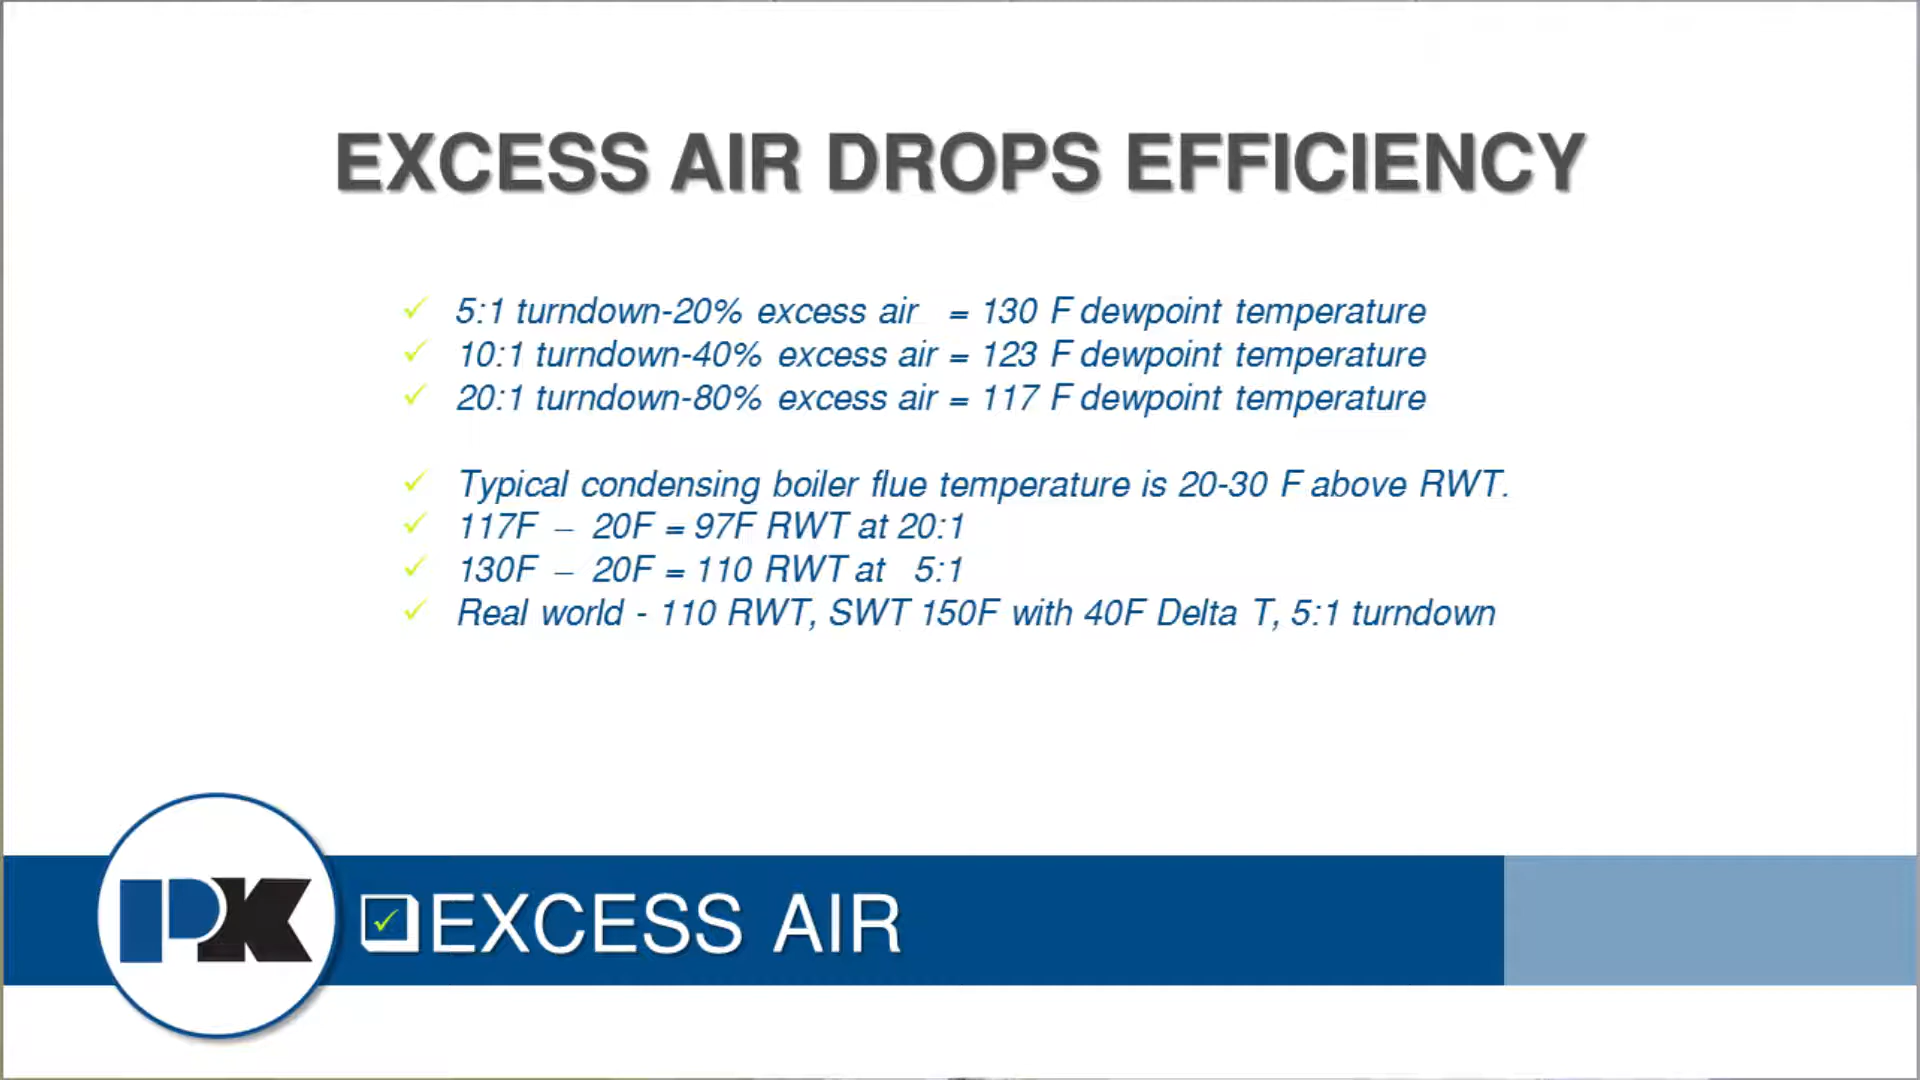 EXCESS AIR DROPS EFFICIENCY
5:1 turndown-20% excess air = 130 F dewpoint temperature
10:1 turndown-40% excess air = 123 F dewpoint temperature
20:1 turndown-80% excess air = 117 F dewpoint temperature
Typical condensing boiler flue temperature is 20-30 F above RWT.
117F – 20F = 97F RWT at 20:1
130F – 20F = 110 RWT at 5:1
Real world - 110 RWT, SWT 150F with 40F Delta T, 5:1 turndown
PK
EXCESS AIR